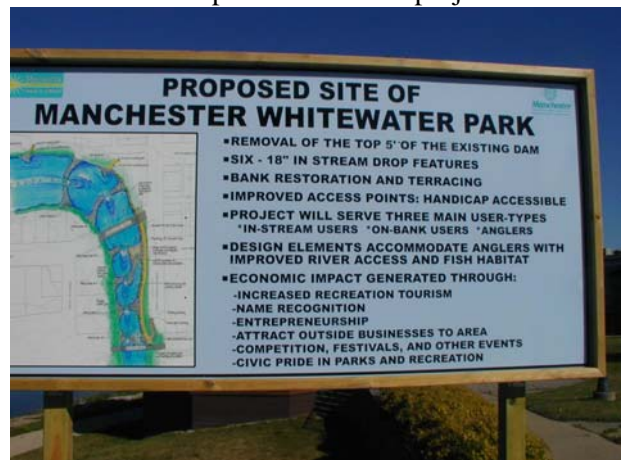 PROPOSED SITE OF
MANCHESTER WHITEWATER PARK
Manchester
▪REMOVAL OF THE TOP 5' OF THE EXISTING DAM
▪SIX - 18" IN STREAM DROP FEATURES
▪BANK RESTORATION AND TERRACING
▪IMPROVED ACCESS POINTS: HANDICAP ACCESSIBLE
▪PROJECT WILL SERVE THREE MAIN USER-TYPES
*IN-STREAM USERS *ON-BANK USERS *ANGLERS
▪DESIGN ELEMENTS ACCOMMODATE ANGLERS WITH
IMPROVED RIVER ACCESS AND FISH HABITAT
▪ECONOMIC IMPACT GENERATED THROUGH:
-INCREASED RECREATION TOURISM
-NAME RECOGNITION
-ENTREPRENEURSHIP
-ATTRACT OUTSIDE BUSINESSES TO AREA
-COMPETITION, FESTIVALS, AND OTHER EVENTS
-CIVIC PRIDE IN PARKS AND RECREATION